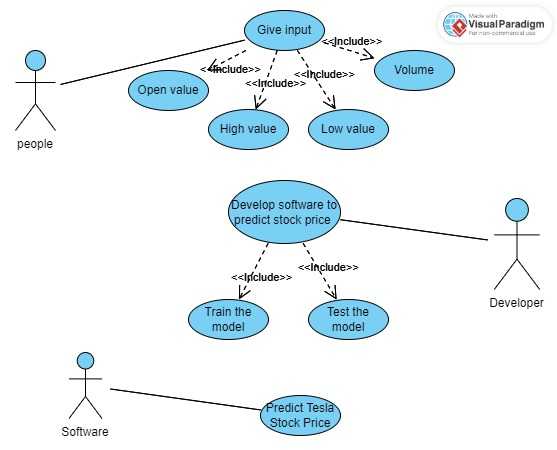 Made with
VisualParadigm
For non-commercial use
Give input
<<Include>>
<<Include>>
<<Include>>
<<Include>>
Open value
High value
Low value
Volume
people
Develop software to
predict stock price
<<Include>>
<<Include>>
Train the
model
Test the
model
Developer
Software
Predict Tesla
Stock Price